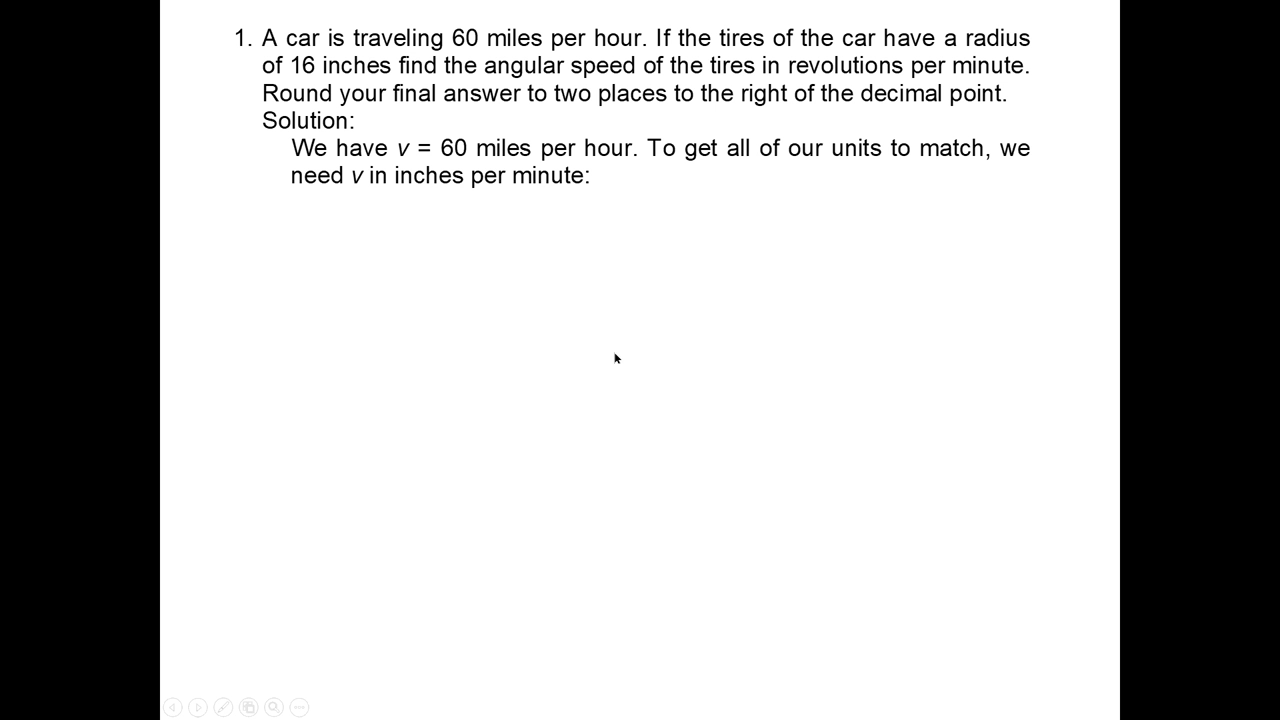 1. A car is traveling 60 miles per hour. If the tires of the car have a radius
of 16 inches find the angular speed of the tires in revolutions per minute.
Round your final answer to two places to the right of the decimal point.
Solution:
We have v = 60 miles per hour. To get all of our units to match, we
need v in inches per minute: